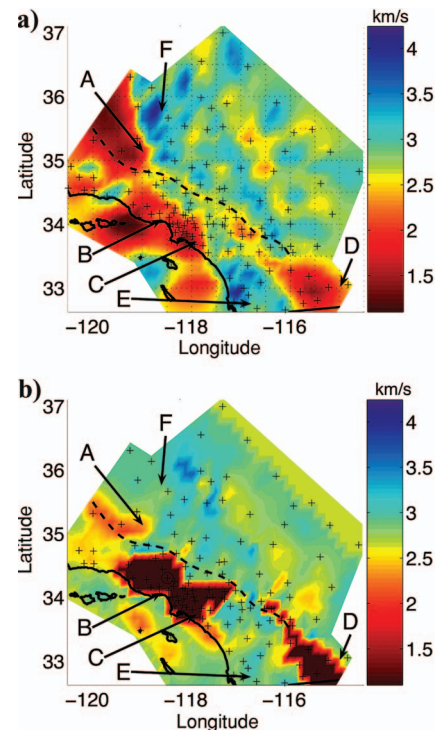 a)
km/s
37
F
A
36
4
3.5
35
3
Latitude
34
2.5
B
2
D
33
C
1.5
E
−120
−118
−116
Longitude
b)
km/s
37
F
A
36
4
3.5
35
3
Latitude
34
2.5
B
2
D
33
C
1.5
E
−120
−118
−116
Longitude